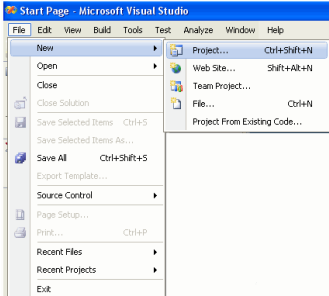 Start Page - Microsoft Visual Studio
File Edit View Build Tools Test Analyze Window Help
New
Project... Ctrl+Shift+N
Open
Web Site... Shift+Alt+N
Close
Team Project...
Close Solution
File... Ctrl+N
Save Selected Items Ctrl+S
Project From Existing Code...
Save Selected Items As...
Save All Ctrl+Shift+S
Export Template...
Source Control
Page Setup...
Print... Ctrl+P
Recent Files
Recent Projects
Exit